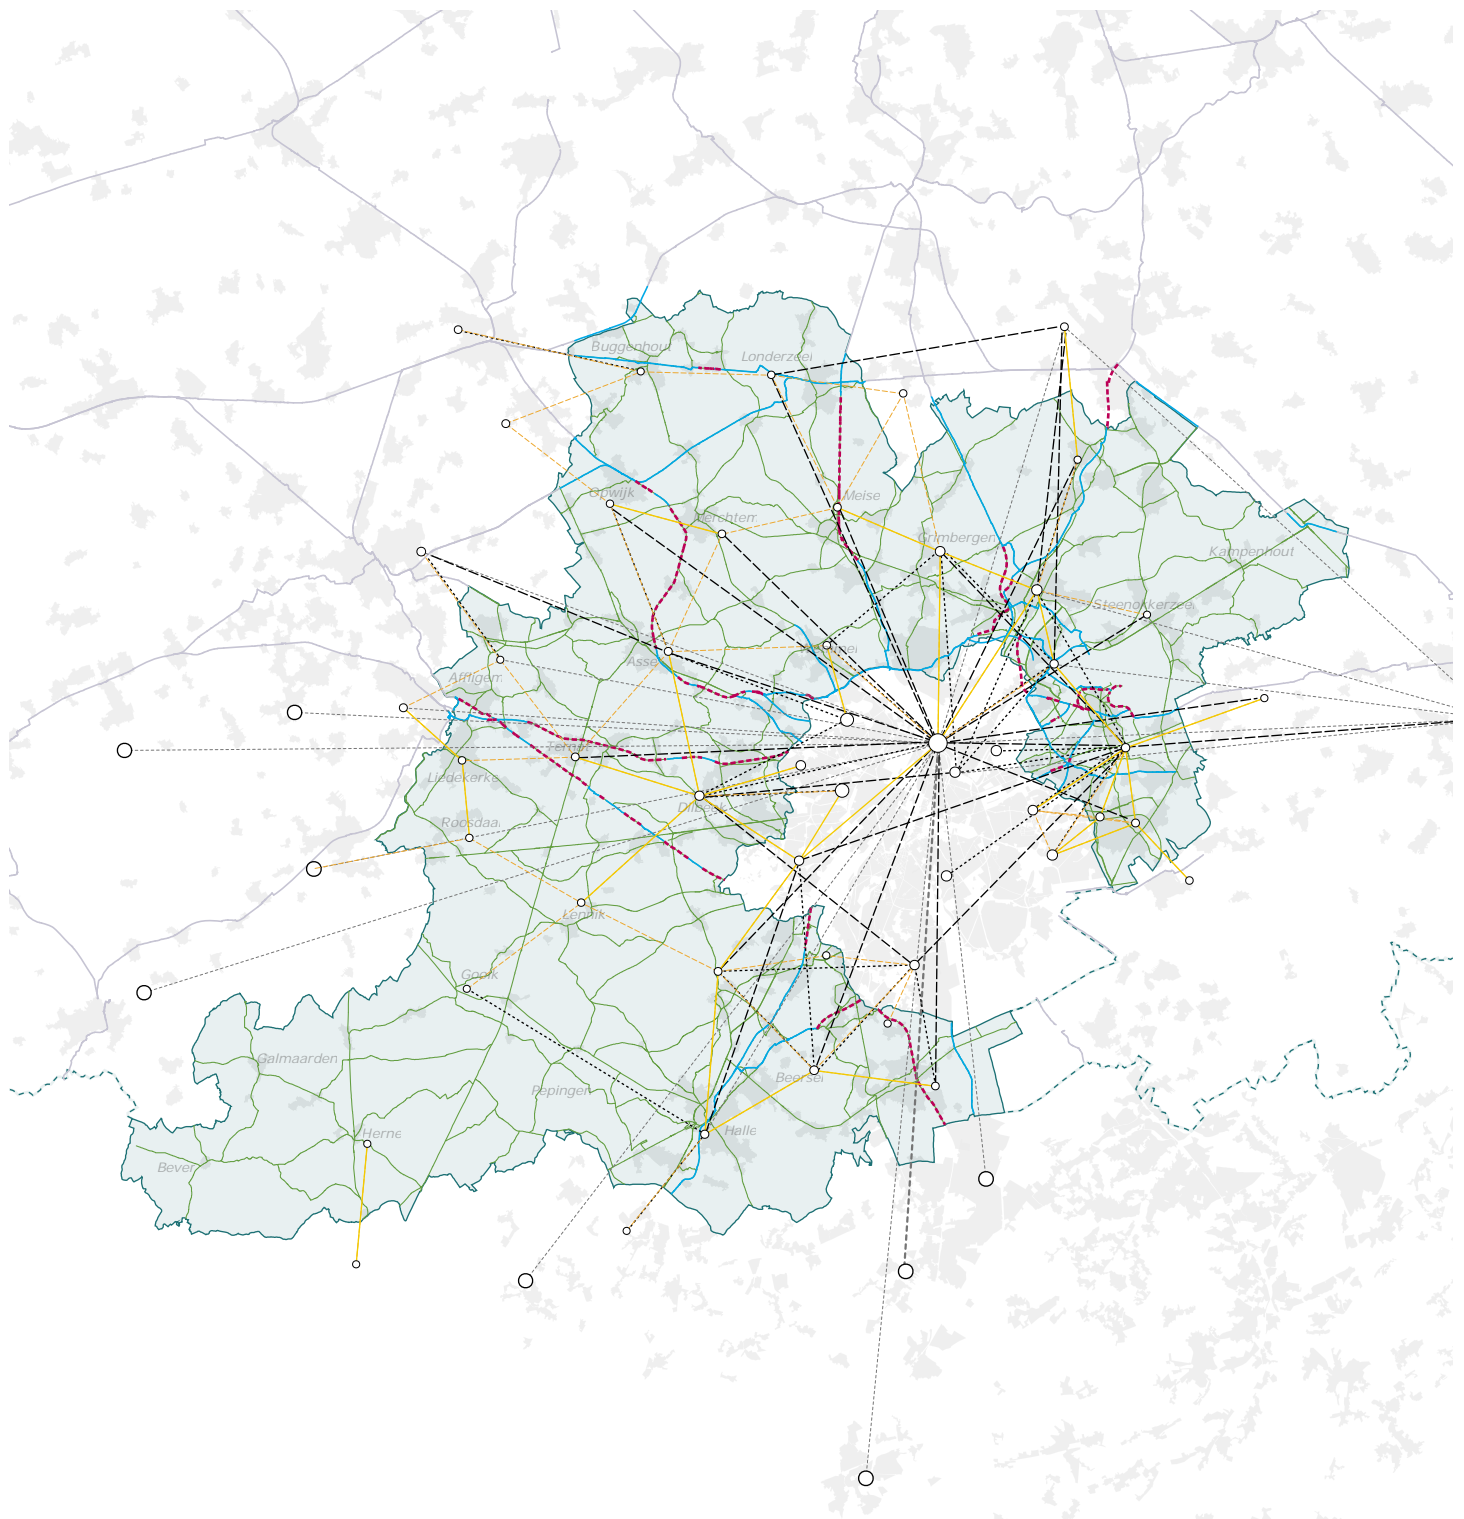 Buggenhout
Londerzeel
Opwijk
Merchtem
Meise
Grimbergen
Kampenhout
Steenokkerzeel
Asse
Affligem
Ternat
Liedekerke
Dilbeek
Roosdaal
Lennik
Gooik
Galmaarden
Pepingen
Beersel
Herne
Halle
Bever